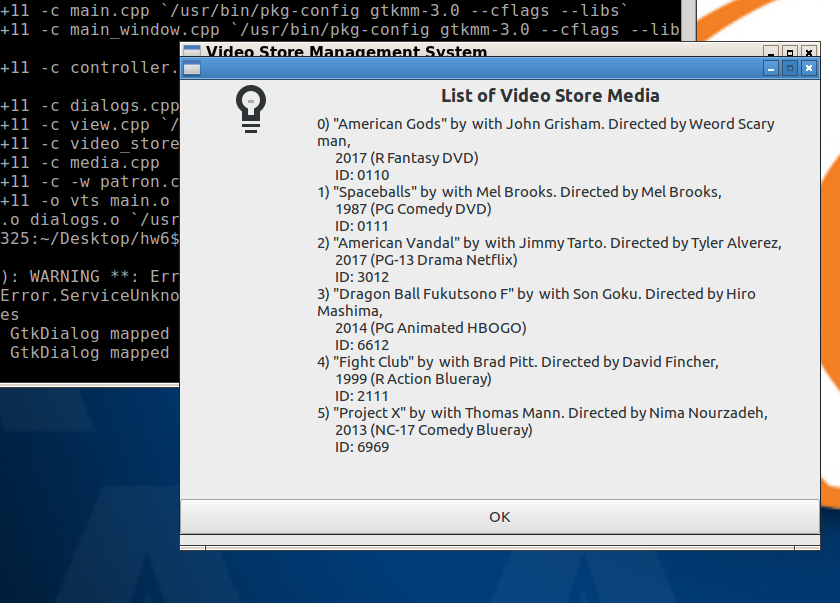 +11 -c main.cpp `/usr/bin/pkg-config gtkmm-3.0 --cflags --libs`
+11 -c main_window.cpp `/usr/bin/pkg-config gtkmm-3.0 --cflags --lib
+11 -c controller.
+11 -c dialogs.cpp
+11 -c view.cpp `/
+11 -c video_store
+11 -c media.cpp
+11 -c -w patron.c
+11 -o vts main.o
.o dialogs.o `/usr
325:~/Desktop/hw6$
): WARNING **: Err
Error.ServiceUnkno
es
GtkDialog mapped
GtkDialog mapped
Video Store Management System
List of Video Store Media
0) "American Gods" by with John Grisham. Directed by Weord Scary
man,
2017 (R Fantasy DVD)
ID: 0110
1) "Spaceballs" by with Mel Brooks. Directed by Mel Brooks,
1987 (PG Comedy DVD)
ID: 0111
2) "American Vandal" by with Jimmy Tarto. Directed by Tyler Alverez,
2017 (PG-13 Drama Netflix)
ID: 3012
3) "Dragon Ball Fukutsono F" by with Son Goku. Directed by Hiro
Mashima,
2014 (PG Animated HBOGO)
ID: 6612
4) "Fight Club" by with Brad Pitt. Directed by David Fincher,
1999 (R Action Blueray)
ID: 2111
5) "Project X" by with Thomas Mann. Directed by Nima Nourzadeh,
2013 (NC-17 Comedy Blueray)
ID: 6969
OK